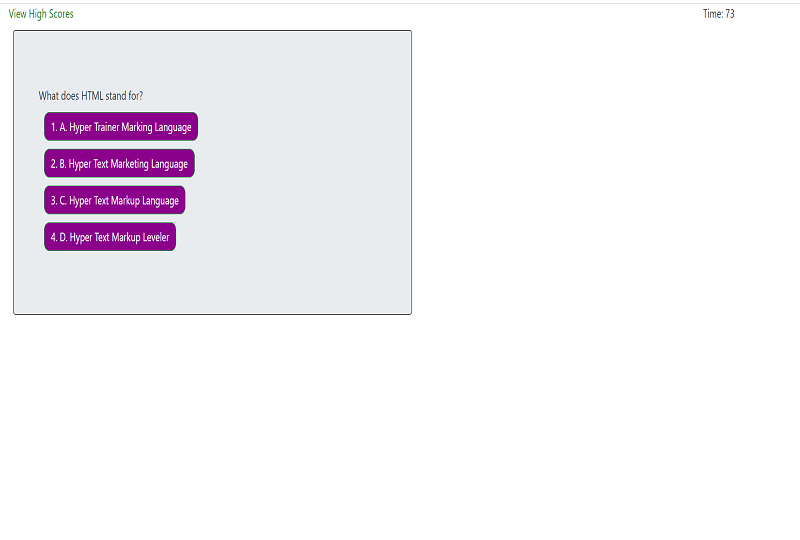 View High Scores
Time: 73
What does HTML stand for?
1. A. Hyper Trainer Marking Language
2. B. Hyper Text Marketing Language
3. C. Hyper Text Markup Language
4. D. Hyper Text Markup Leveler